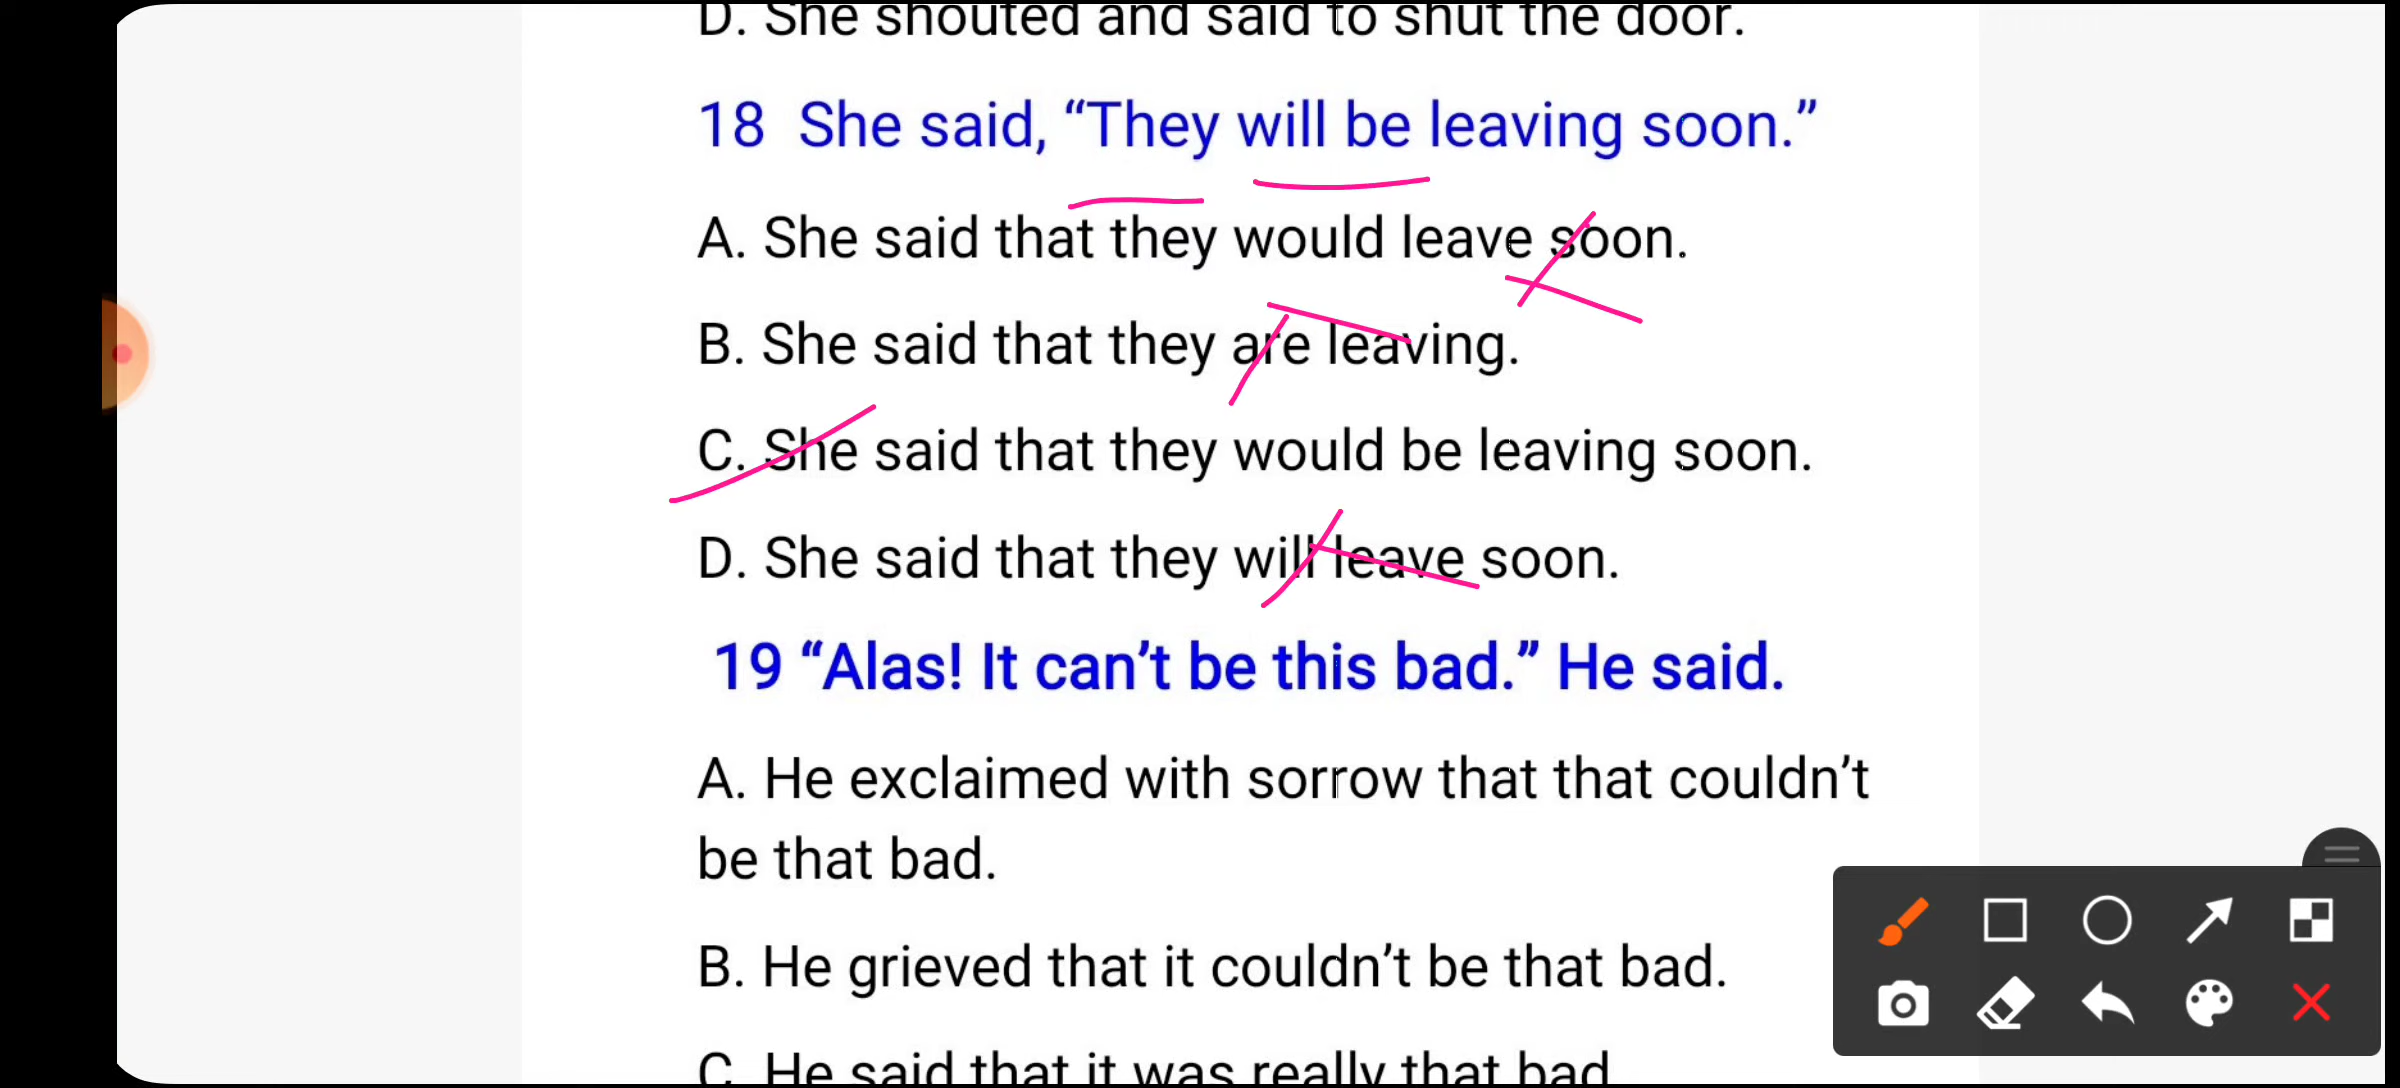 D. She shouted and said to shut the door.
18 She said, “They will be leaving soon.”
A. She said that they would leave soon.
B. She said that they are leaving.
C. She said that they would be leaving soon.
D. She said that they will leave soon.
19 “Alas! It can’t be this bad.” He said.
A. He exclaimed with sorrow that that couldn’t
be that bad.
B. He grieved that it couldn’t be that bad.
C. He said that it was really that bad